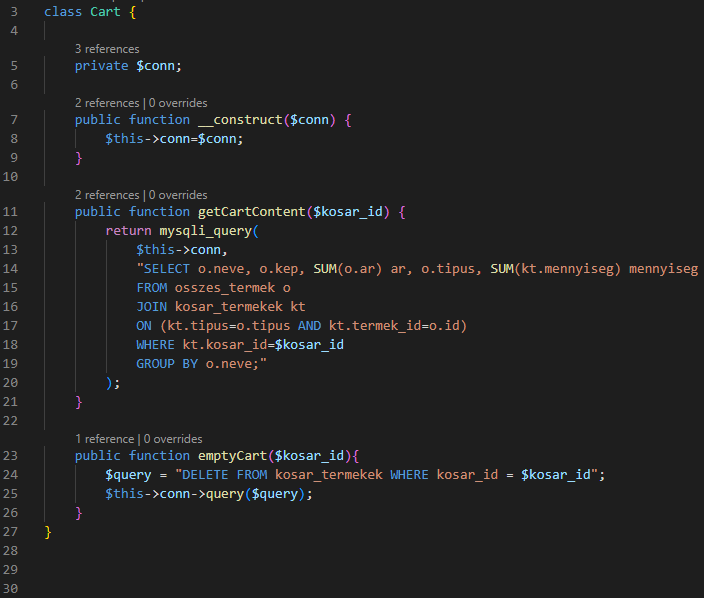 3 class Cart {
4
3 references
5 private $conn;
6
2 references | 0 overrides
7 public function __construct($conn) {
8 $this->conn=$conn;
9 }
10
2 references | 0 overrides
11 public function getCartContent($kosar_id) {
12 return mysqli_query(
13 $this->conn,
14 "SELECT o.neve, o.kep, SUM(o.ar) ar, o.tipus, SUM(kt.mennyiseg) mennyiseg
15 FROM osszes_termek o
16 JOIN kosar_termekek kt
17 ON (kt.tipus=o.tipus AND kt.termek_id=o.id)
18 WHERE kt.kosar_id=$kosar_id
19 GROUP BY o.neve;"
20 );
21 }
22
1 reference | 0 overrides
23 public function emptyCart($kosar_id){
24 $query = "DELETE FROM kosar_termekek WHERE kosar_id = $kosar_id";
25 $this->conn->query($query);
26 }
27 }
28
29
30